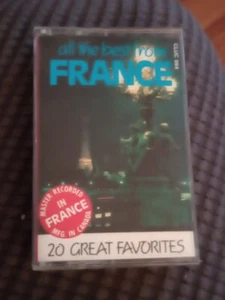 all the best from
FRANCE
MASTER RECORDED
IN
FRANCE
MFG. IN CANADA
20 GREAT FAVORITES